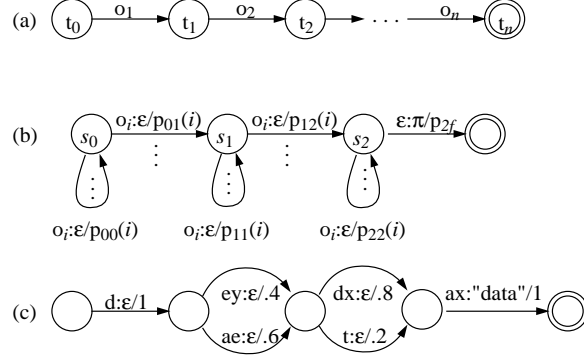 (a) t0 o1 t1 o2 t2 . . . on tn
(b) s0 oi:ε/p01(i) s1 oi:ε/p12(i) s2 ε:π/p2f
oi:ε/p00(i) oi:ε/p11(i) oi:ε/p22(i)
(c) d:ε/1 ey:ε/.4 dx:ε/.8 ax:"data"/1
ae:ε/.6 t:ε/.2